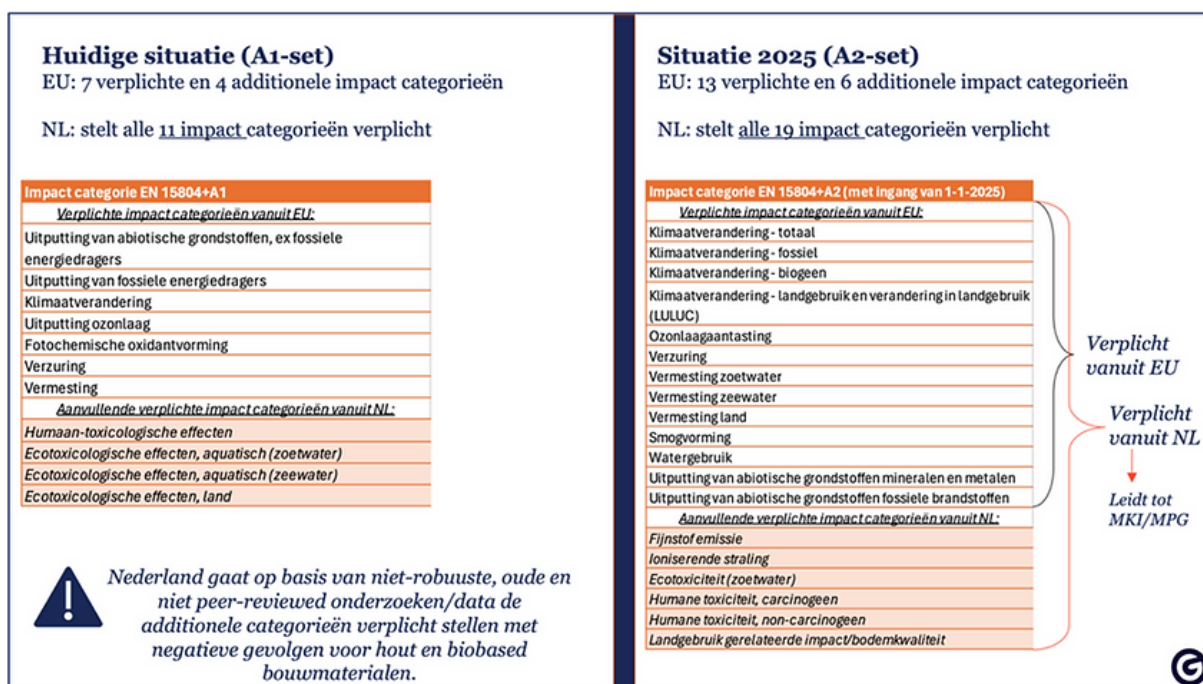 Huidige situatie (A1-set)
EU: 7 verplichte en 4 additionele impact categorieën
NL: stelt alle 11 impact categorieën verplicht
Impact categorie EN 15804+A1
Verplichte impact categorieën vanuit EU:
Uitputting van abiotische grondstoffen, ex fossiele
energiedragers
Uitputting van fossiele energiedragers
Klimaatverandering
Uitputting ozonlaag
Fotochemische oxidantvorming
Verzuring
Vermesting
Aanvullende verplichte impact categorieën vanuit NL:
Humaan-toxicologische effecten
Ecotoxicologische effecten, aquatisch (zoetwater)
Ecotoxicologische effecten, aquatisch (zeewater)
Ecotoxicologische effecten, land
Nederland gaat op basis van niet-robuuste, oude en
niet peer-reviewed onderzoeken/data de
additionele categorieën verplicht stellen met
negatieve gevolgen voor hout en biobased
bouwmaterialen.
Situatie 2025 (A2-set)
EU: 13 verplichte en 6 additionele impact categorieën
NL: stelt alle 19 impact categorieën verplicht
Impact categorie EN 15804+A2 (met ingang van 1-1-2025)
Verplichte impact categorieën vanuit EU:
Klimaatverandering - totaal
Klimaatverandering - fossiel
Klimaatverandering - biogeen
Klimaatverandering - landgebruik en verandering in landgebruik
(LULUC)
Ozonlaagaantasting
Verzuring
Vermesting zoetwater
Vermesting zeewater
Vermesting land
Smogvorming
Watergebruik
Uitputting van abiotische grondstoffen mineralen en metalen
Uitputting van abiotische grondstoffen fossiele brandstoffen
Aanvullende verplichte impact categorieën vanuit NL:
Fijnstof emissie
Ioniserende straling
Ecotoxiciteit (zoetwater)
Humane toxiciteit, carcinogeen
Humane toxiciteit, non-carcinogeen
Landgebruik gerelateerde impact/bodemkwaliteit
Verplicht
vanuit EU
Verplicht
vanuit NL
Leidt tot
MKI/MPG